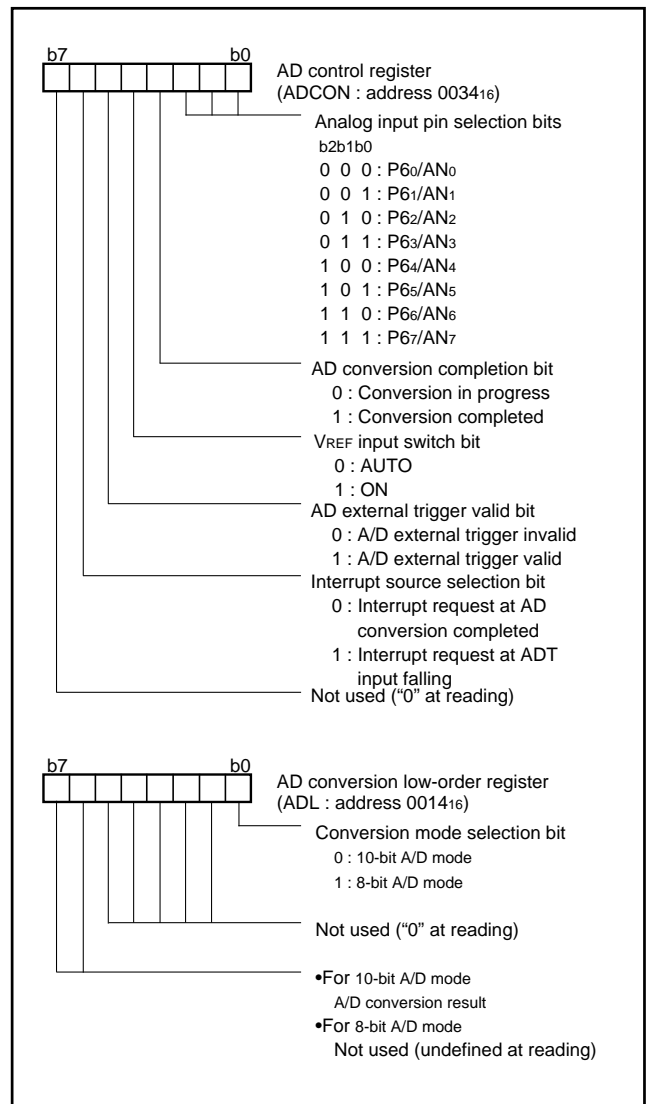 b7 b0
AD control register
(ADCON : address 003416)
Analog input pin selection bits
b2b1b0
0 0 0 : P60/AN0
0 0 1 : P61/AN1
0 1 0 : P62/AN2
0 1 1 : P63/AN3
1 0 0 : P64/AN4
1 0 1 : P65/AN5
1 1 0 : P66/AN6
1 1 1 : P67/AN7
AD conversion completion bit
0 : Conversion in progress
1 : Conversion completed
VREF input switch bit
0 : AUTO
1 : ON
AD external trigger valid bit
0 : A/D external trigger invalid
1 : A/D external trigger valid
Interrupt source selection bit
0 : Interrupt request at AD
conversion completed
1 : Interrupt request at ADT
input falling
Not used (“0” at reading)
b7 b0
AD conversion low-order register
(ADL : address 001416)
Conversion mode selection bit
0 : 10-bit A/D mode
1 : 8-bit A/D mode
Not used (“0” at reading)
•For 10-bit A/D mode
A/D conversion result
•For 8-bit A/D mode
Not used (undefined at reading)